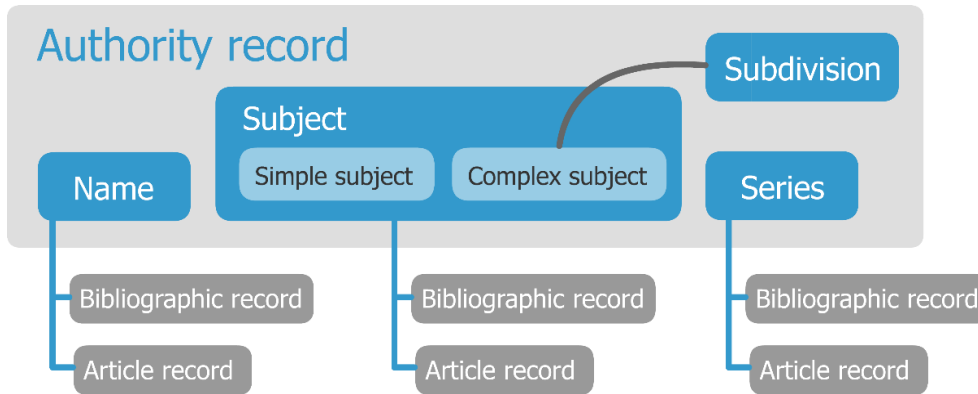 Authority record
Subdivision
Subject
Simple subject
Complex subject
Name
Series
Bibliographic record
Bibliographic record
Bibliographic record
Article record
Article record
Article record